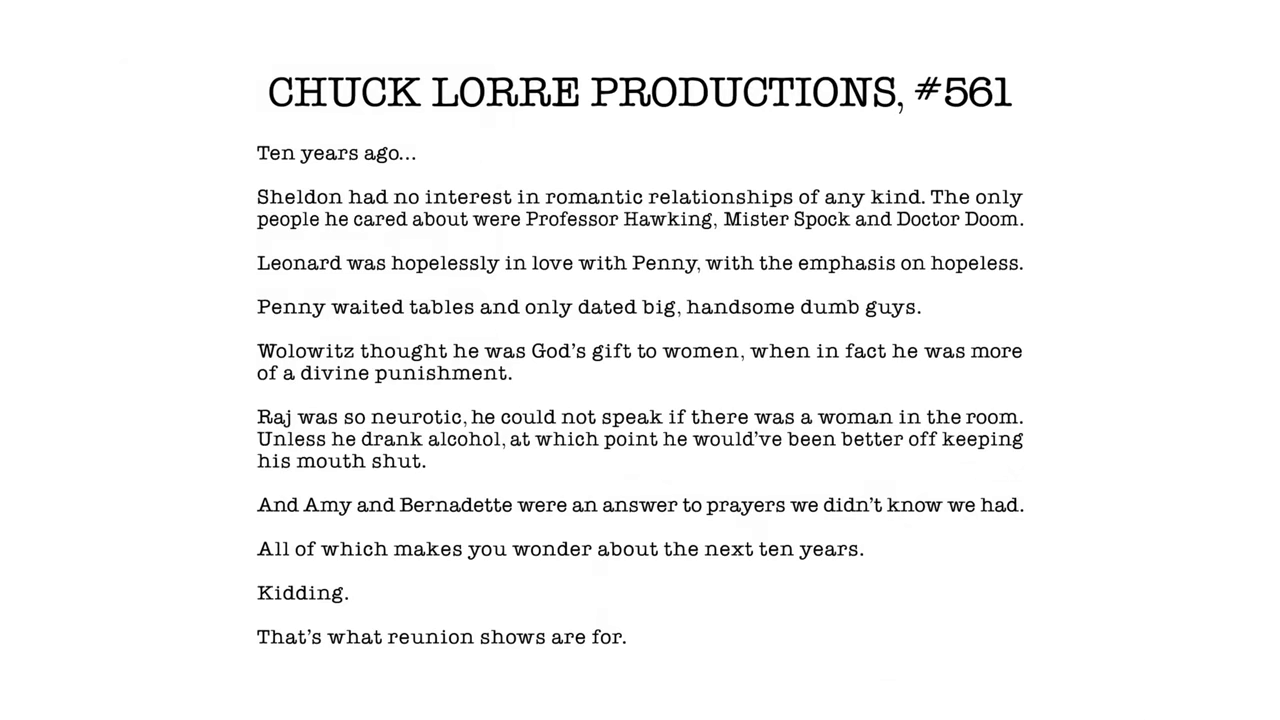 CHUCK LORRE PRODUCTIONS, #561
Ten years ago...
Sheldon had no interest in romantic relationships of any kind. The only
people he cared about were Professor Hawking, Mister Spock and Doctor Doom.
Leonard was hopelessly in love with Penny, with the emphasis on hopeless.
Penny waited tables and only dated big, handsome dumb guys.
Wolowitz thought he was God's gift to women, when in fact he was more
of a divine punishment.
Raj was so neurotic, he could not speak if there was a woman in the room.
Unless he drank alcohol, at which point he would've been better off keeping
his mouth shut.
And Amy and Bernadette were an answer to prayers we didn't know we had.
All of which makes you wonder about the next ten years.
Kidding.
That's what reunion shows are for.